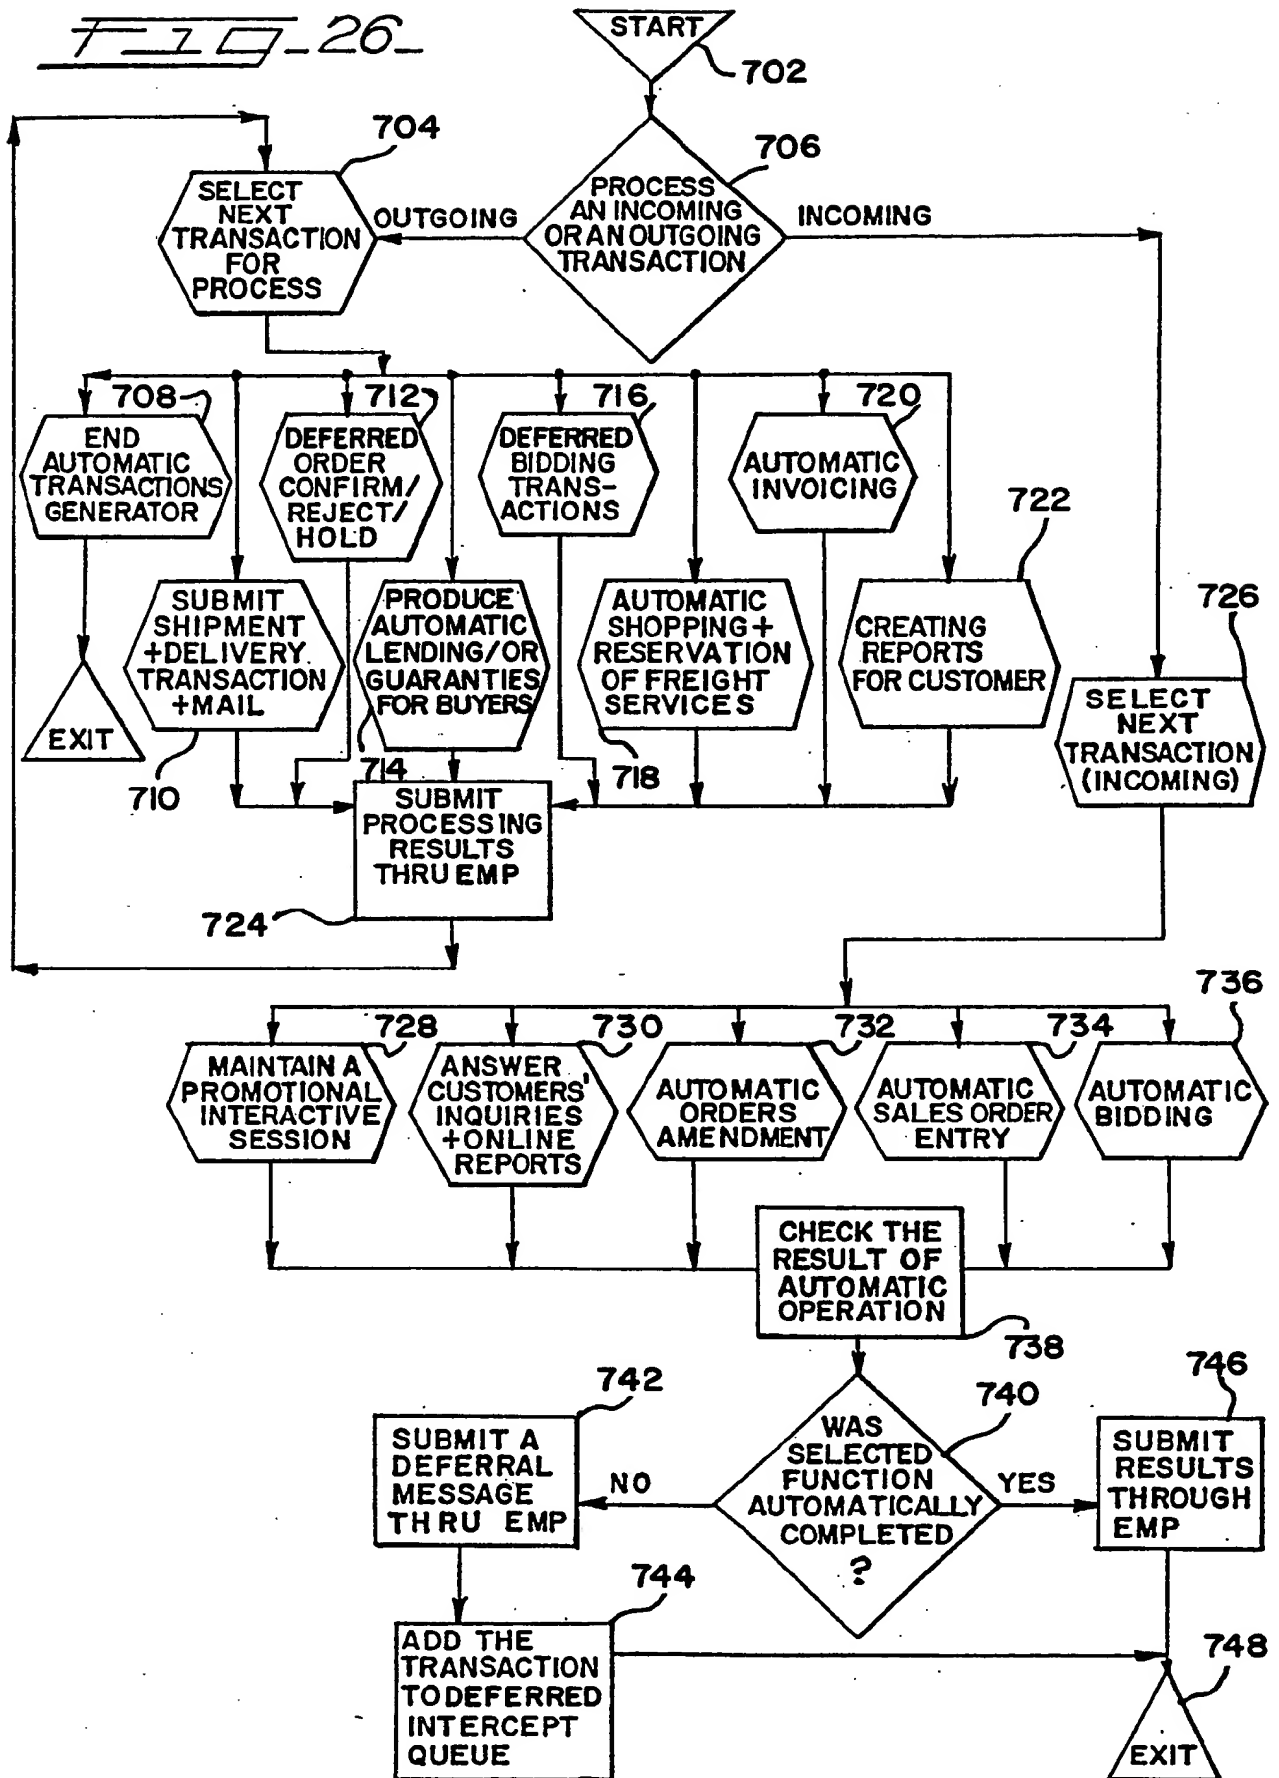 FIG_26_
START
702
704
706
SELECT
NEXT
TRANSACTION
FOR
PROCESS
OUTGOING
PROCESS
AN INCOMING
OR AN OUTGOING
TRANSACTION
INCOMING
708
712
716
720
END
AUTOMATIC
TRANSACTIONS
GENERATOR
DEFERRED
ORDER
CONFIRM/
REJECT/
HOLD
DEFERRED
BIDDING
TRANS-
ACTIONS
AUTOMATIC
INVOICING
722
SUBMIT
SHIPMENT
+DELIVERY
TRANSACTION
+MAIL
PRODUCE
AUTOMATIC
LENDING/OR
GUARANTIES
FOR BUYERS
AUTOMATIC
SHOPPING+
RESERVATION
OF FREIGHT
SERVICES
CREATING
REPORTS
FOR CUSTOMER
726
EXIT
SELECT
NEXT
TRANSACTION
(INCOMING)
710
714
718
SUBMIT
PROCESSING
RESULTS
THRU EMP
724
728
730
732
734
736
MAINTAIN A
PROMOTIONAL
INTERACTIVE
SESSION
ANSWER
CUSTOMERS'
INQUIRIES
+ONLINE
REPORTS
AUTOMATIC
ORDERS
AMENDMENT
AUTOMATIC
SALES ORDER
ENTRY
AUTOMATIC
BIDDING
CHECK THE
RESULT OF
AUTOMATIC
OPERATION
738
742
740
746
SUBMIT A
DEFERRAL
MESSAGE
THRU EMP
NO
WAS
SELECTED
FUNCTION
AUTOMATICALLY
COMPLETED
?
YES
SUBMIT
RESULTS
THROUGH
EMP
744
ADD THE
TRANSACTION
TO DEFERRED
INTERCEPT
QUEUE
748
EXIT